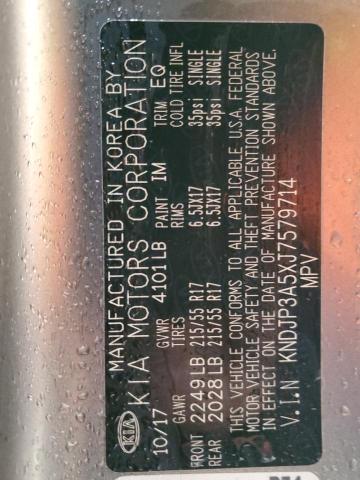 MANUFACTURED IN KOREA BY
KIA KIA MOTORS CORPORATION
10/17 GVWR 4101LB PAINT IM TRIM EQ
GAWR TIRES RIMS COLD TIRE INFL
FRONT 2249LB 215/55 R17 6.5JX17 35psi SINGLE
REAR 2028LB 215/55 R17 6.5JX17 35psi SINGLE
THIS VEHICLE CONFORMS TO ALL APPLICABLE U.S.A. FEDERAL
MOTOR VEHICLE SAFETY AND THEFT PREVENTION STANDARDS
IN EFFECT ON THE DATE OF MANUFACTURE SHOWN ABOVE.
V.I.N KNDJP3A5XJ7579714
MPV